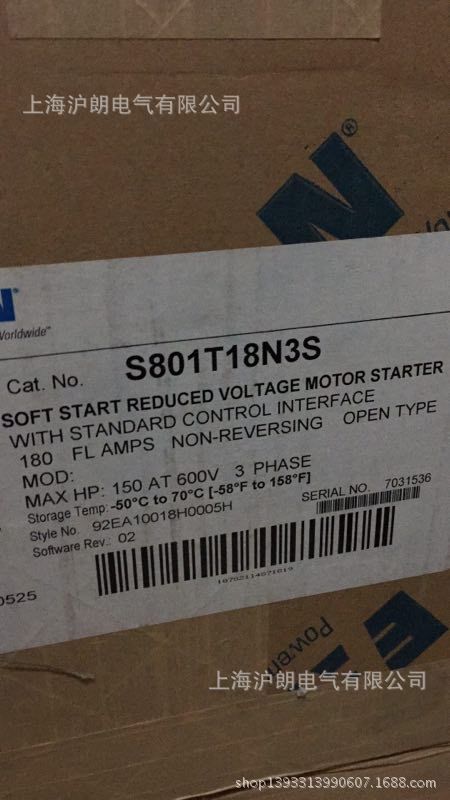 上海沪朗电气有限公司
N®
N
Worldwide"
Cat. No. S801T18N3S
SOFT START REDUCED VOLTAGE MOTOR STARTER
WITH STANDARD CONTROL INTERFACE
180 FL AMPS NON-REVERSING OPEN TYPE
MOD:
MAX HP: 150 AT 600V 3 PHASE
Storage Temp: -50°C to 70°C [-58°F to 158°F]
Style No. 92EA10018H0005H
SERIAL NO. 7031536
Software Rev.: 02
0525
10702114071819
Power
E
上海沪朗电气有限公司
shop1393313990607.1688.com